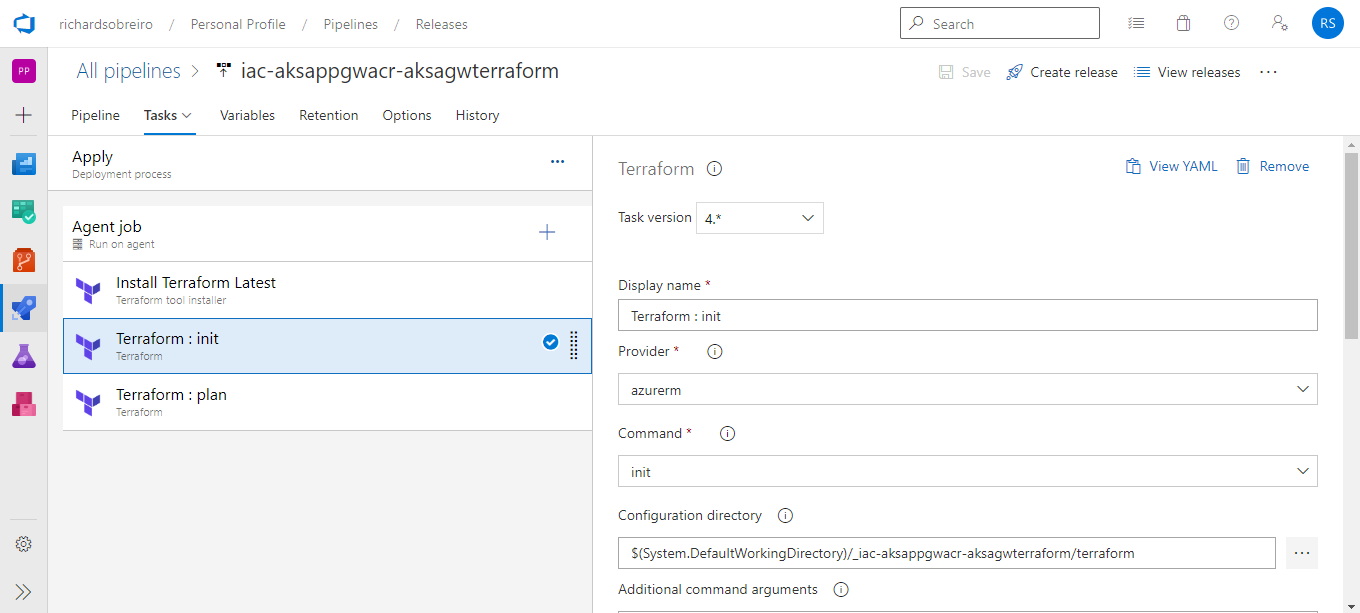 richardsobreiro / Personal Profile / Pipelines / Releases
Search
RS
PP
All pipelines > iac-aksappgwacr-aksagwterraform
Save
Create release
View releases
Pipeline
Tasks
Variables
Retention
Options
History
Apply
Deployment process
Agent job
Run on agent
Install Terraform Latest
Terraform tool installer
Terraform : init
Terraform
Terraform : plan
Terraform
Terraform
View YAML
Remove
Task version
4.*
Display name *
Terraform : init
Provider *
azurerm
Command *
init
Configuration directory
$(System.DefaultWorkingDirectory)/_iac-aksappgwacr-aksagwterraform/terraform
Additional command arguments